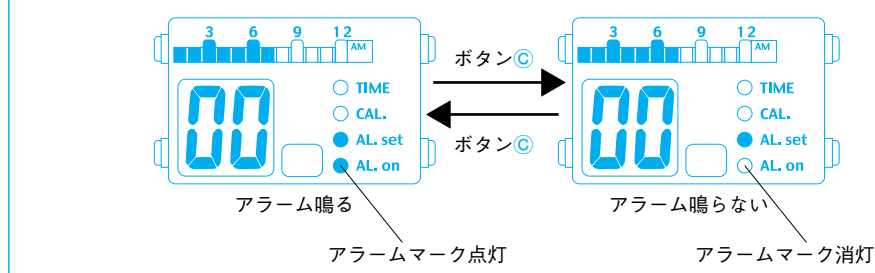 3 6 9 12
AM
TIME
CAL.
00
AL. set
AL. on
アラーム鳴る
アラームマーク点灯
ボタンⒸ
ボタンⒸ
3 6 9 12
AM
TIME
CAL.
00
AL. set
AL. on
アラーム鳴らない
アラームマーク消灯